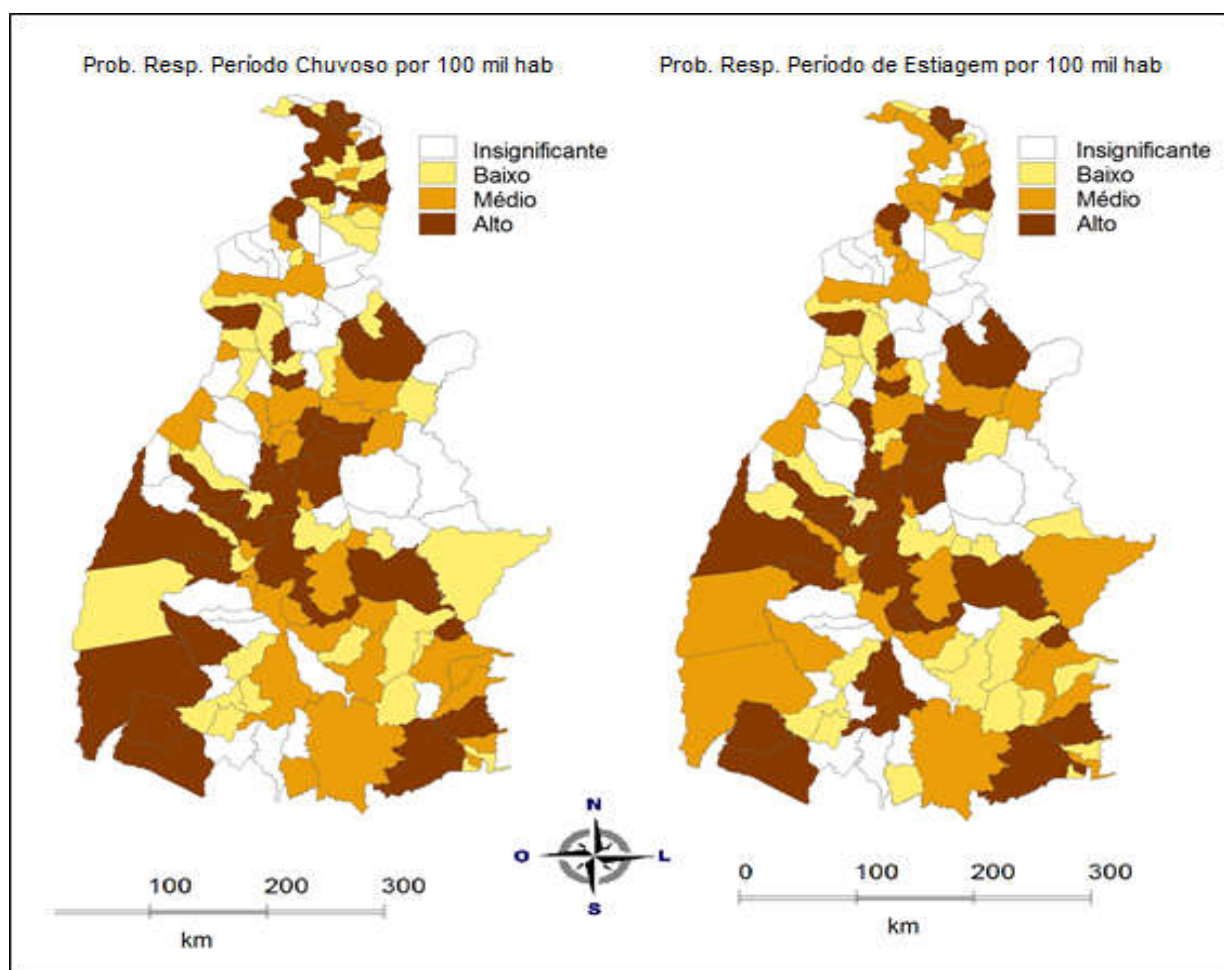 Prob. Resp. Período Chuvoso por 100 mil hab
Insignificante
Baixo
Médio
Alto
Prob. Resp. Período de Estiagem por 100 mil hab
Insignificante
Baixo
Médio
Alto
N
O
L
S
100 200 300
km
0 100 200 300
km